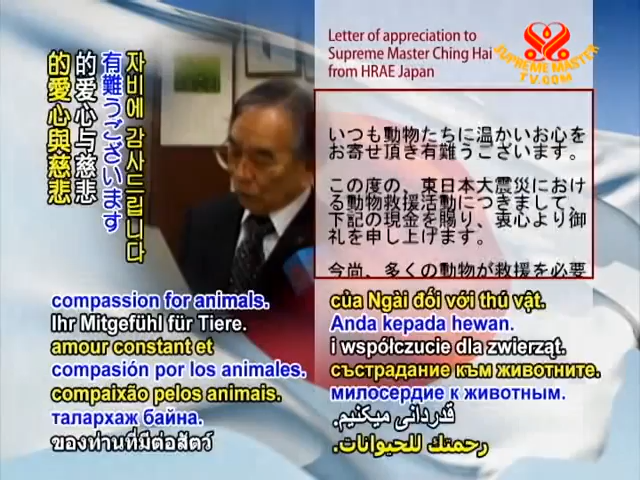 Letter of appreciation to
Supreme Master Ching Hai
from HRAE Japan
SUPREME MASTER
TV.COM
자비에 감사드립니다
有難うございます
的爱心与慈悲
的愛心與慈悲
いつも動物たちに温かいお心を
お寄せ頂き有難うございます。
この度の、東日本大震災におけ
る動物救援活動につきまして、
下記の現金を賜り、衷心より御
礼を申し上げます。
今尚、多くの動物が救援を必要
compassion for animals.
Ihr Mitgefühl für Tiere.
amour constant et
compasión por los animales.
compaixão pelos animais.
талархаж байна.
ของท่านที่มีต่อสัตว์
của Ngài đối với thú vật.
Anda kepada hewan.
i współczucie dla zwierząt.
състрадание към животните.
милосердие к животным.
قدردانی میکنیم.
رحمتك للحيوانات.